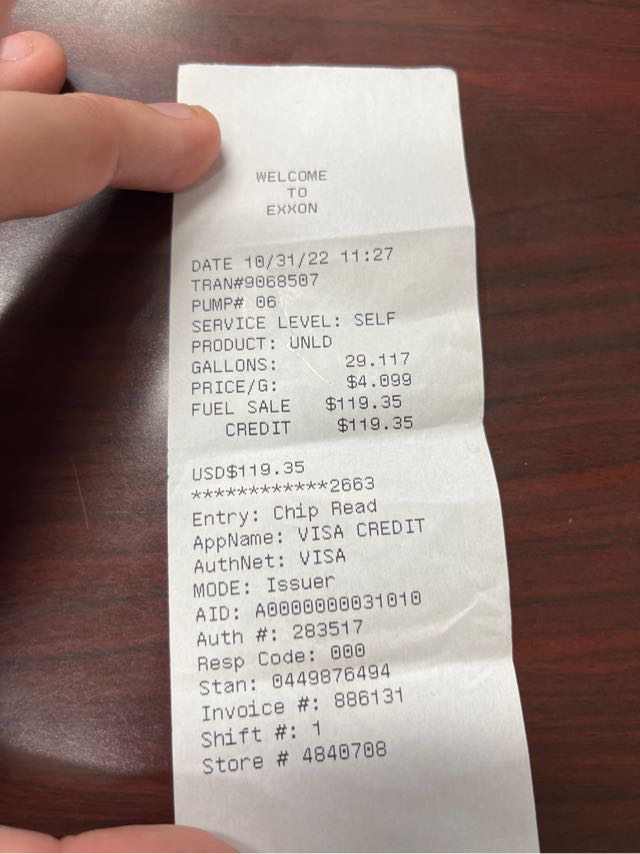 WELCOME
TO
EXXON
DATE 10/31/22 11:27
TRAN#9068507
PUMP# 06
SERVICE LEVEL: SELF
PRODUCT: UNLD
GALLONS: 29.117
PRICE/G: $4.099
FUEL SALE $119.35
CREDIT $119.35
USD$119.35
************2663
Entry: Chip Read
AppName: VISA CREDIT
AuthNet: VISA
MODE: Issuer
AID: A0000000031010
Auth #: 283517
Resp Code: 000
Stan: 0449876494
Invoice #: 886131
Shift #: 1
Store # 4840708